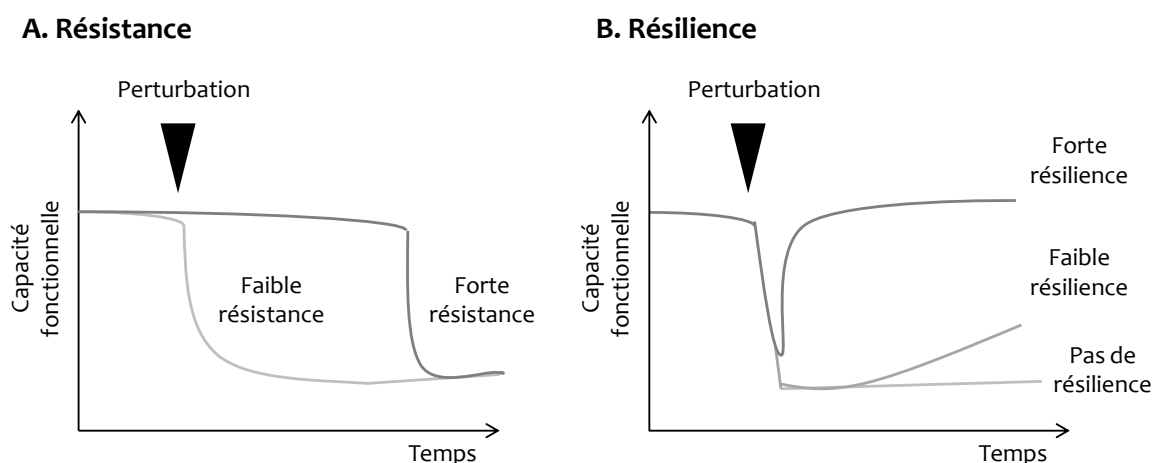 A. Résistance
Perturbation
Capacité
fonctionnelle
Faible
résistance
Forte
résistance
Temps
B. Résilience
Perturbation
Capacité
fonctionnelle
Forte
résilience
Faible
résilience
Pas de
résilience
Temps